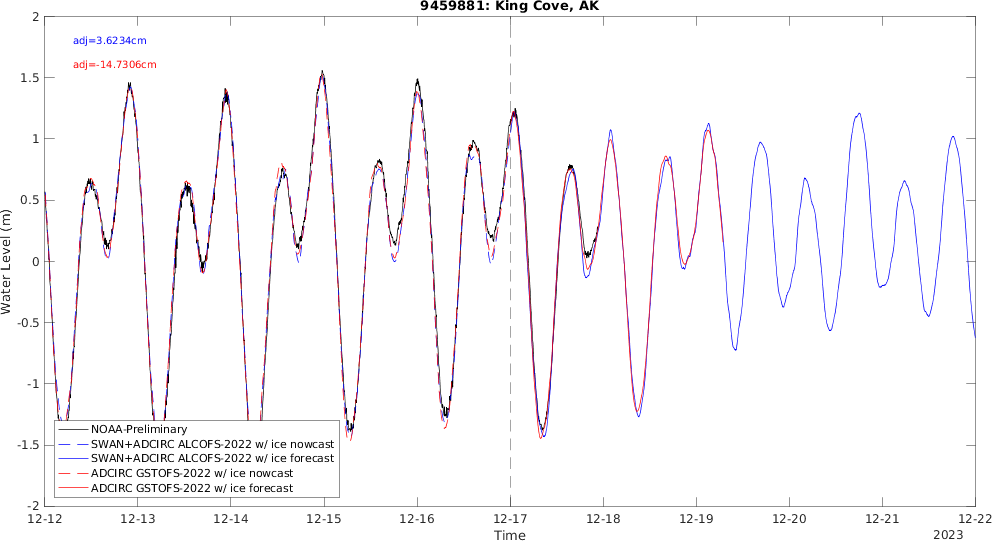 9459881: King Cove, AK
adj=3.6234cm
adj=-14.7306cm
Water Level (m)
2
1.5
1
0.5
0
-0.5
-1
-1.5
-2
NOAA-Preliminary
SWAN+ADCIRC ALCOFS-2022 w/ ice nowcast
SWAN+ADCIRC ALCOFS-2022 w/ ice forecast
ADCIRC GSTOFS-2022 w/ ice nowcast
ADCIRC GSTOFS-2022 w/ ice forecast
12-12 12-13 12-14 12-15 12-16 12-17 12-18 12-19 12-20 12-21 12-22
Time
2023